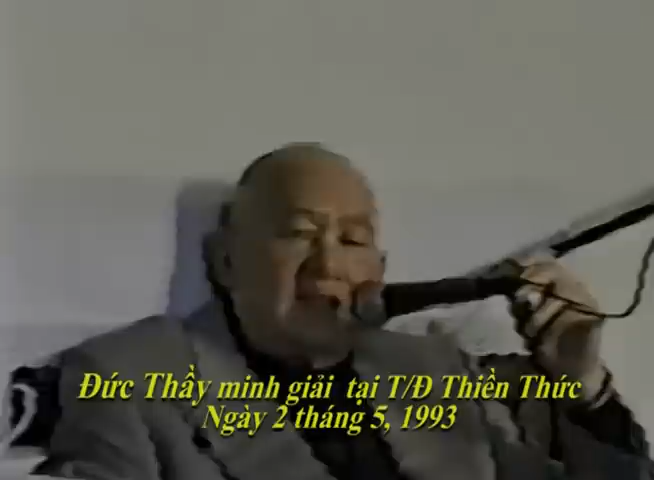 Đức Thầy minh giải tại T/Đ Thiền Thức
Ngày 2 tháng 5, 1993